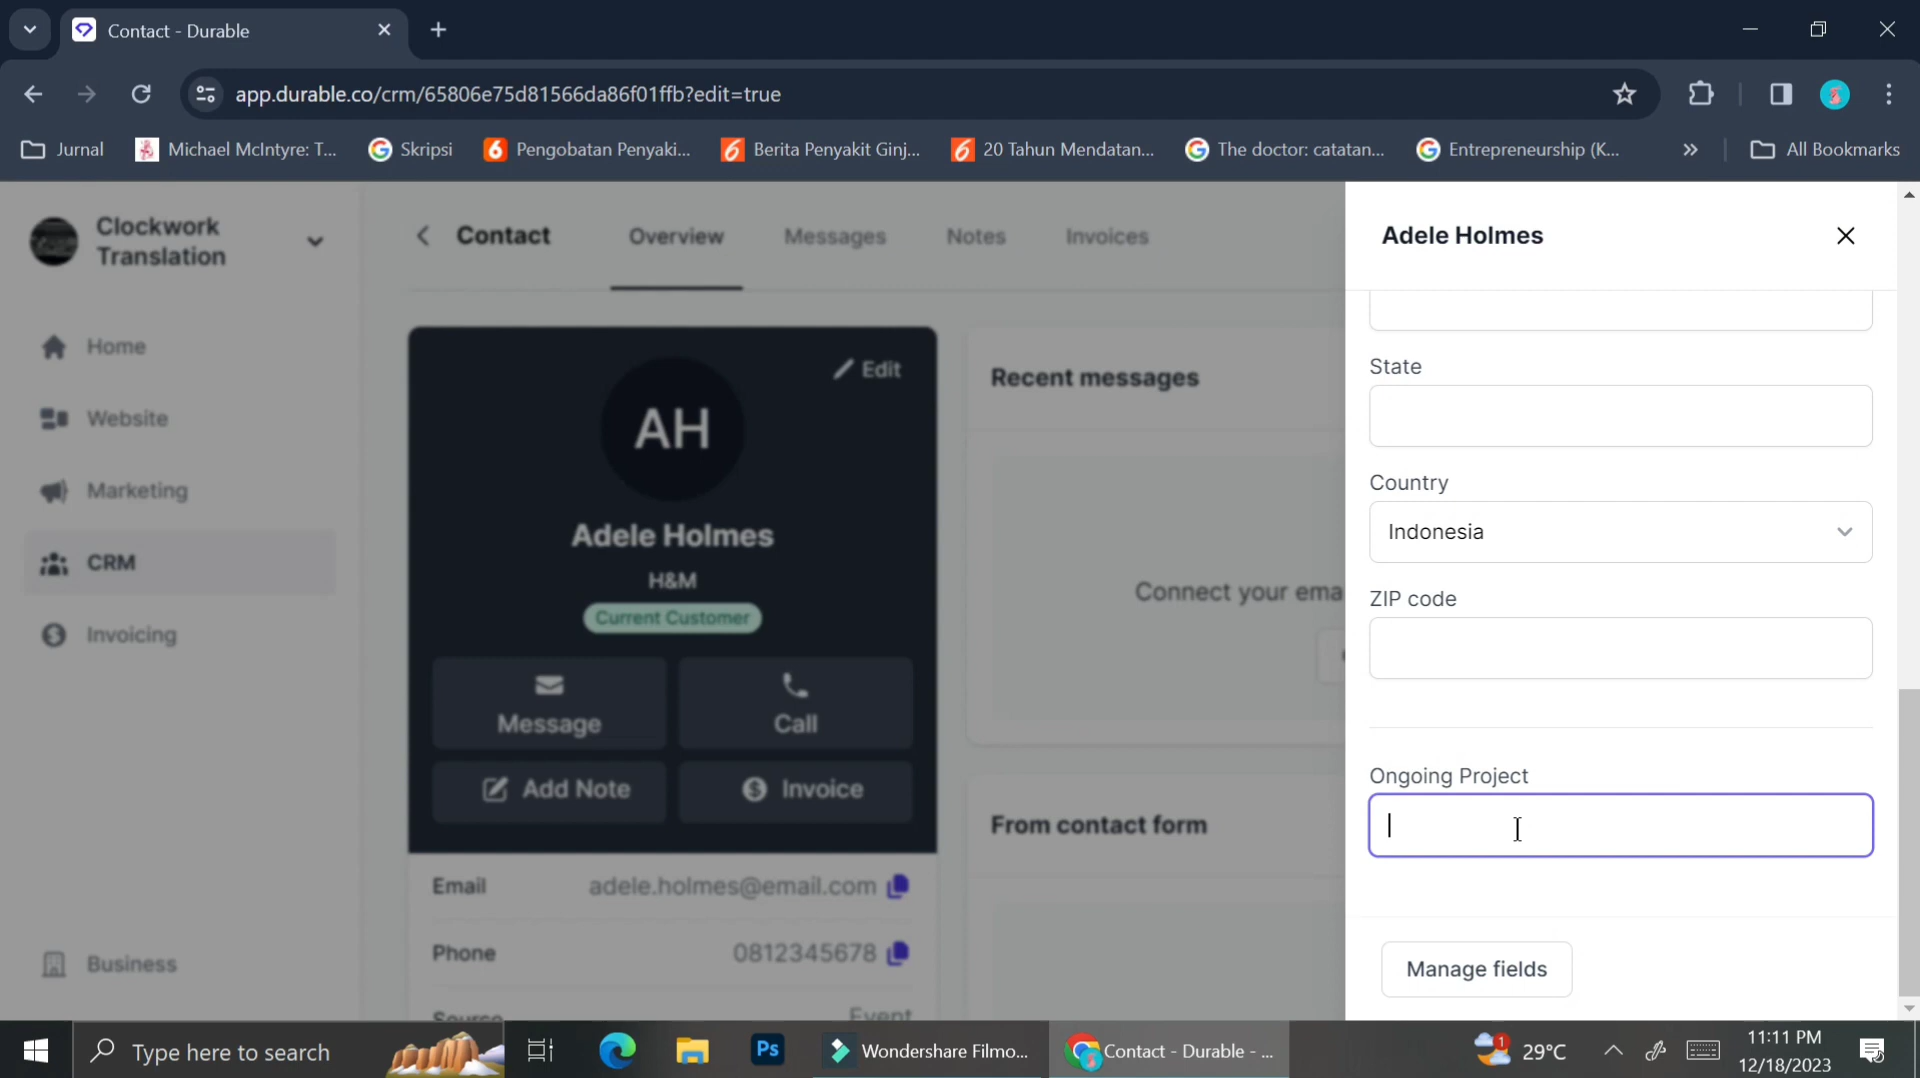 Contact - Durable
app.durable.co/crm/65806e75d81566da86f01ffb?edit=true
Jurnal
Michael McIntyre: T...
Skripsi
Pengobatan Penyaki...
Berita Penyakit Ginj...
20 Tahun Mendatan...
The doctor: catatan...
Entrepreneurship (K...
All Bookmarks
Clockwork
Translation
Home
Website
Marketing
CRM
Invoicing
Business
Contact
Overview
Messages
Notes
Invoices
Edit
AH
Adele Holmes
H&M
Current Customer
Message
Call
Add Note
Invoice
Email
adele.holmes@email.com
Phone
0812345678
Source
Event
Recent messages
Connect your ema
From contact form
Adele Holmes
State
Country
Indonesia
ZIP code
Ongoing Project
Manage fields
Type here to search
Ps
Wondershare Filmo...
Contact - Durable - ...
1
29°C
11:11 PM
12/18/2023